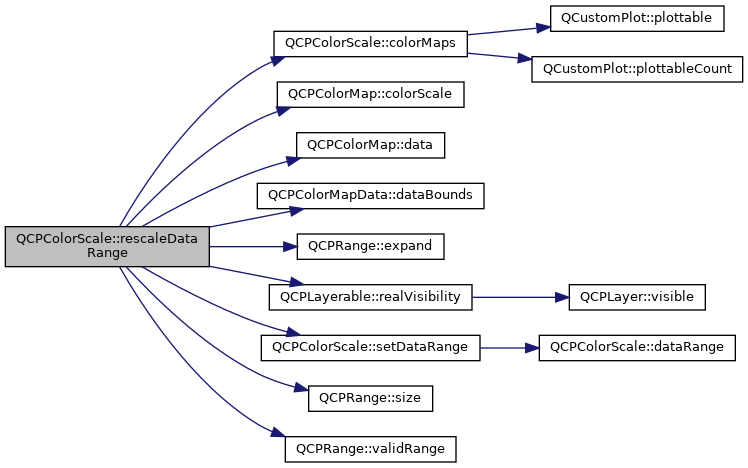 QCustomPlot::plottable
QCPColorScale::colorMaps
QCustomPlot::plottableCount
QCPColorMap::colorScale
QCPColorMap::data
QCPColorMapData::dataBounds
QCPColorScale::rescaleData
Range
QCPRange::expand
QCPLayerable::realVisibility
QCPLayer::visible
QCPColorScale::setDataRange
QCPColorScale::dataRange
QCPRange::size
QCPRange::validRange